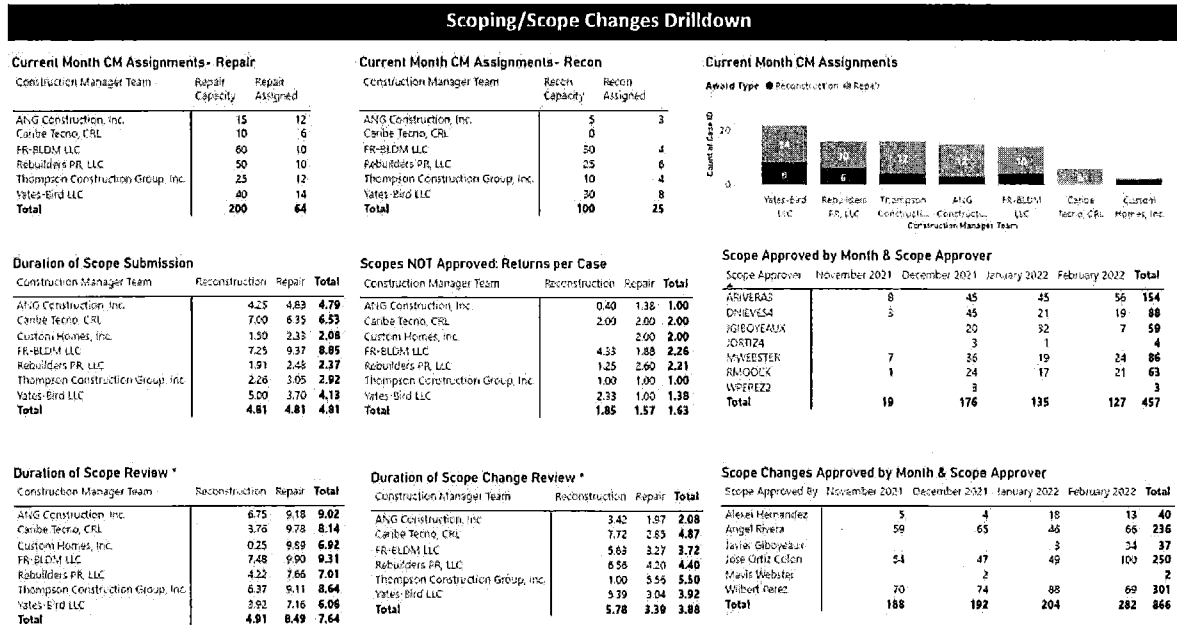 Scoping/Scope Changes Drilldown
Current Month CM Assignments- Repair
Construction Manager Team Repair Capacity Repair Assigned
ANG Construction, Inc. 15 12
Caribe Tecno, CRL 10 6
FR-BLDM LLC 60 10
Rebuilders PR, LLC 50 10
Thompson Construction Group, Inc. 25 12
Yates-Bird LLC 40 14
Total 200 64
Current Month CM Assignments- Recon
Construction Manager Team Recon Capacity Recon Assigned
ANG Construction, Inc. 5 3
Caribe Tecno, CRL 0
FR-BLDM LLC 30 4
Rebuilders PR, LLC 25 6
Thompson Construction Group, Inc. 10 4
Yates-Bird LLC 30 8
Total 100 25
Current Month CM Assignments
Award Type Reconstruction Repair
Count of Case ID
20
0
14 10 12 10
8 6
Yates-Bird LLC
Rebuilders PR, LLC
Thompson Constructi...
ANG Constructi...
FR-BLDM LLC
Caribe Tecno, CRL
Custom Homes, Inc.
Construction Manager Team
Duration of Scope Submission
Construction Manager Team Reconstruction Repair Total
ANG Construction, Inc. 4.25 4.83 4.79
Caribe Tecno, CRL 7.00 6.35 6.53
Custom Homes, Inc. 1.50 2.33 2.08
FR-BLDM LLC 7.25 9.37 8.85
Rebuilders PR, LLC 1.91 2.48 2.37
Thompson Construction Group, Inc. 2.26 3.05 2.92
Yates-Bird LLC 5.00 3.70 4.13
Total 4.81 4.81 4.81
Scopes NOT Approved: Returns per Case
Construction Manager Team Reconstruction Repair Total
ANG Construction, Inc. 0.40 1.38 1.00
Caribe Tecno, CRL 2.00 2.00 2.00
Custom Homes, Inc. 2.00 2.00
FR-BLDM LLC 4.33 1.88 2.26
Rebuilders PR, LLC 1.25 2.60 2.21
Thompson Construction Group, Inc. 1.00 1.00 1.00
Yates-Bird LLC 2.33 1.00 1.38
Total 1.85 1.57 1.63
Scope Approved by Month & Scope Approver
Scope Approver November 2021 December 2021 January 2022 February 2022 Total
ARIVERA3 8 45 45 56 154
DNIEVES4 3 45 21 19 88
JGIBOYEAUX 20 32 7 59
JORTIZ4 3 1 4
MWEBSTER 7 36 19 24 86
RMODCK 1 24 17 21 63
WPEREZ2 3 3
Total 19 176 135 127 457
Duration of Scope Review *
Construction Manager Team Reconstruction Repair Total
ANG Construction, Inc. 6.75 9.18 9.02
Caribe Tecno, CRL 3.76 9.78 8.14
Custom Homes, Inc. 0.25 9.89 6.92
FR-BLDM LLC 7.48 9.90 9.31
Rebuilders PR, LLC 4.22 7.66 7.01
Thompson Construction Group, Inc. 6.37 9.11 8.64
Yates-Bird LLC 3.92 7.16 6.06
Total 4.91 8.49 7.64
Duration of Scope Change Review *
Construction Manager Team Reconstruction Repair Total
ANG Construction, Inc. 3.42 1.97 2.08
Caribe Tecno, CRL 7.72 2.85 4.87
FR-BLDM LLC 5.63 3.27 3.72
Rebuilders PR, LLC 6.56 4.20 4.40
Thompson Construction Group, Inc. 1.00 5.56 5.50
Yates-Bird LLC 5.39 3.04 3.92
Total 5.78 3.39 3.88
Scope Changes Approved by Month & Scope Approver
Scope Approved By November 2021 December 2021 January 2022 February 2022 Total
Alexei Hernandez 5 4 18 13 40
Angel Rivera 59 65 46 66 236
Javier Giboyeaux 3 34 37
Jose Ortiz Colon 54 47 49 100 250
Mavis Webster 2 2
Wilbert Perez 70 74 88 69 301
Total 188 192 204 282 866